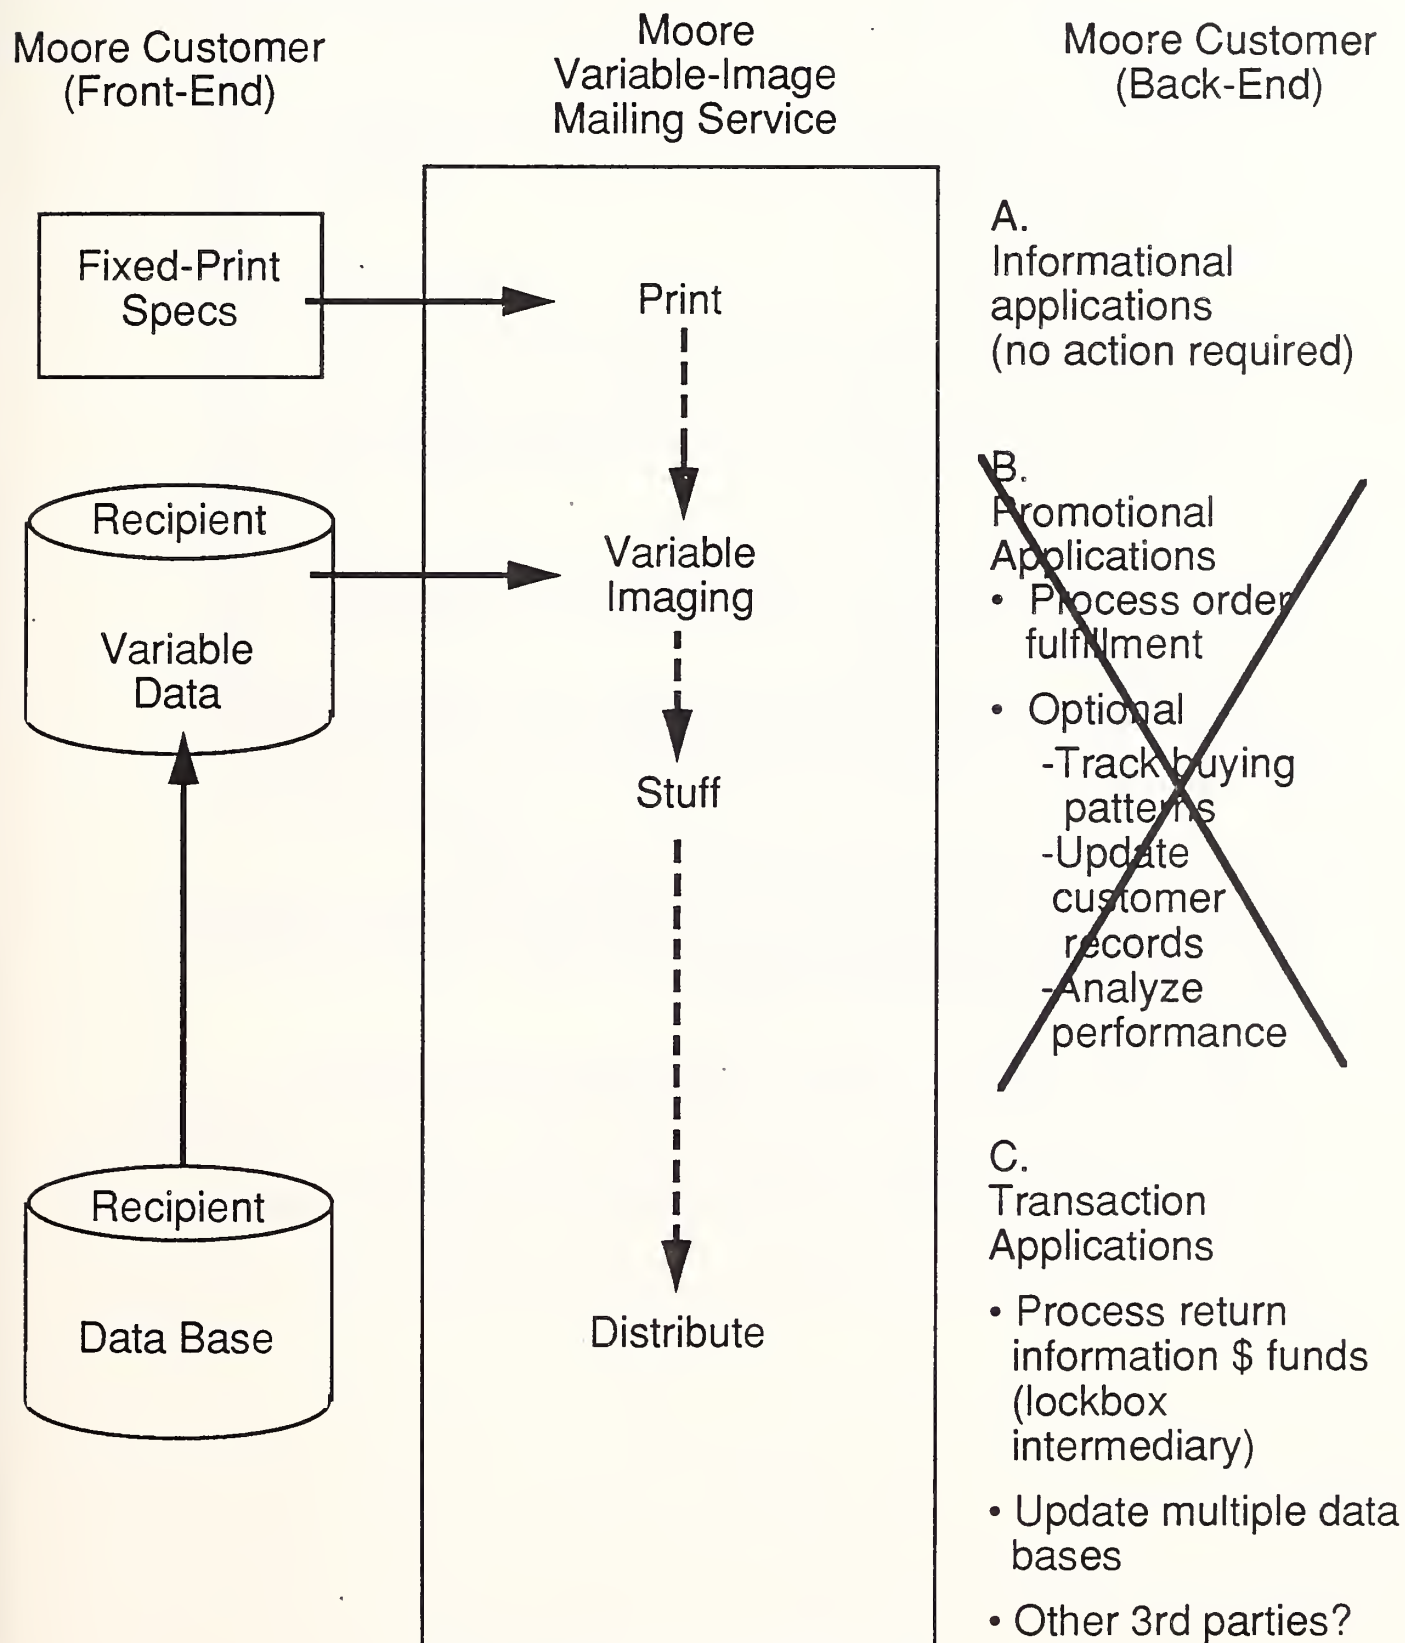 Moore Customer
(Front-End)
Moore
Variable-Image
Mailing Service
Moore Customer
(Back-End)
Fixed-Print
Specs
Recipient
Variable
Data
Recipient
Data Base
Print
Variable
Imaging
Stuff
Distribute
A.
Informational
applications
(no action required)
B.
Promotional
Applications
• Process order
fulfillment
• Optional
-Track buying
patterns
-Update
customer
records
-Analyze
performance
C.
Transaction
Applications
• Process return
information $ funds
(lockbox
intermediary)
• Update multiple data
bases
• Other 3rd parties?